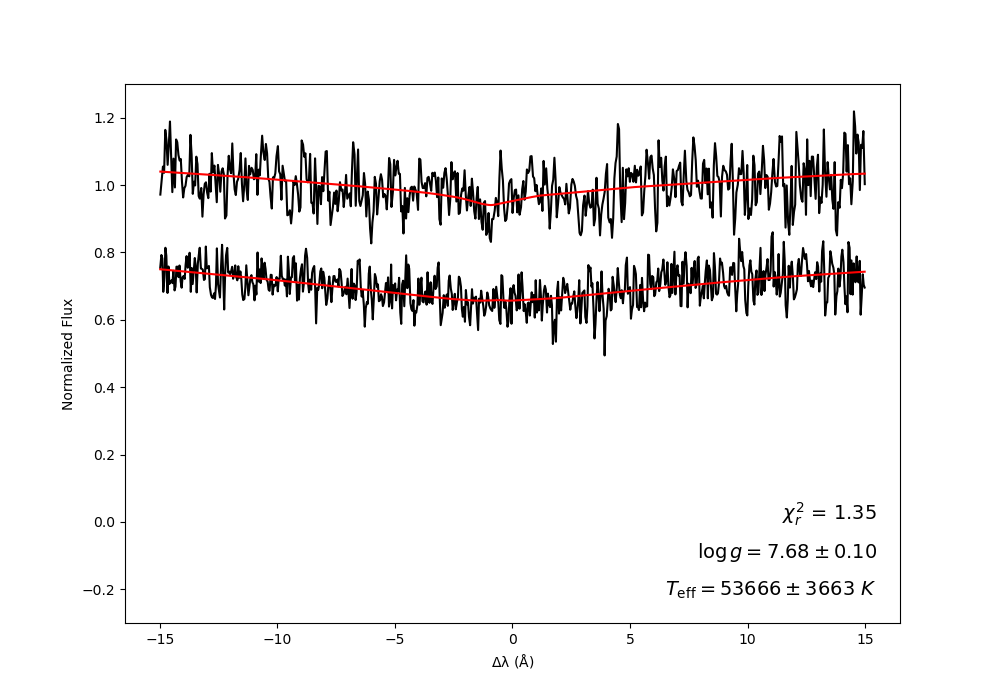 1.2
1.0
0.8
0.6
0.4
0.2
0.0
−0.2
Normalized Flux
χ²ᵣ = 1.35
log g = 7.68 ± 0.10
T_eff = 53666 ± 3663 K
−15 −10 −5 0 5 10 15
Δλ (Å)